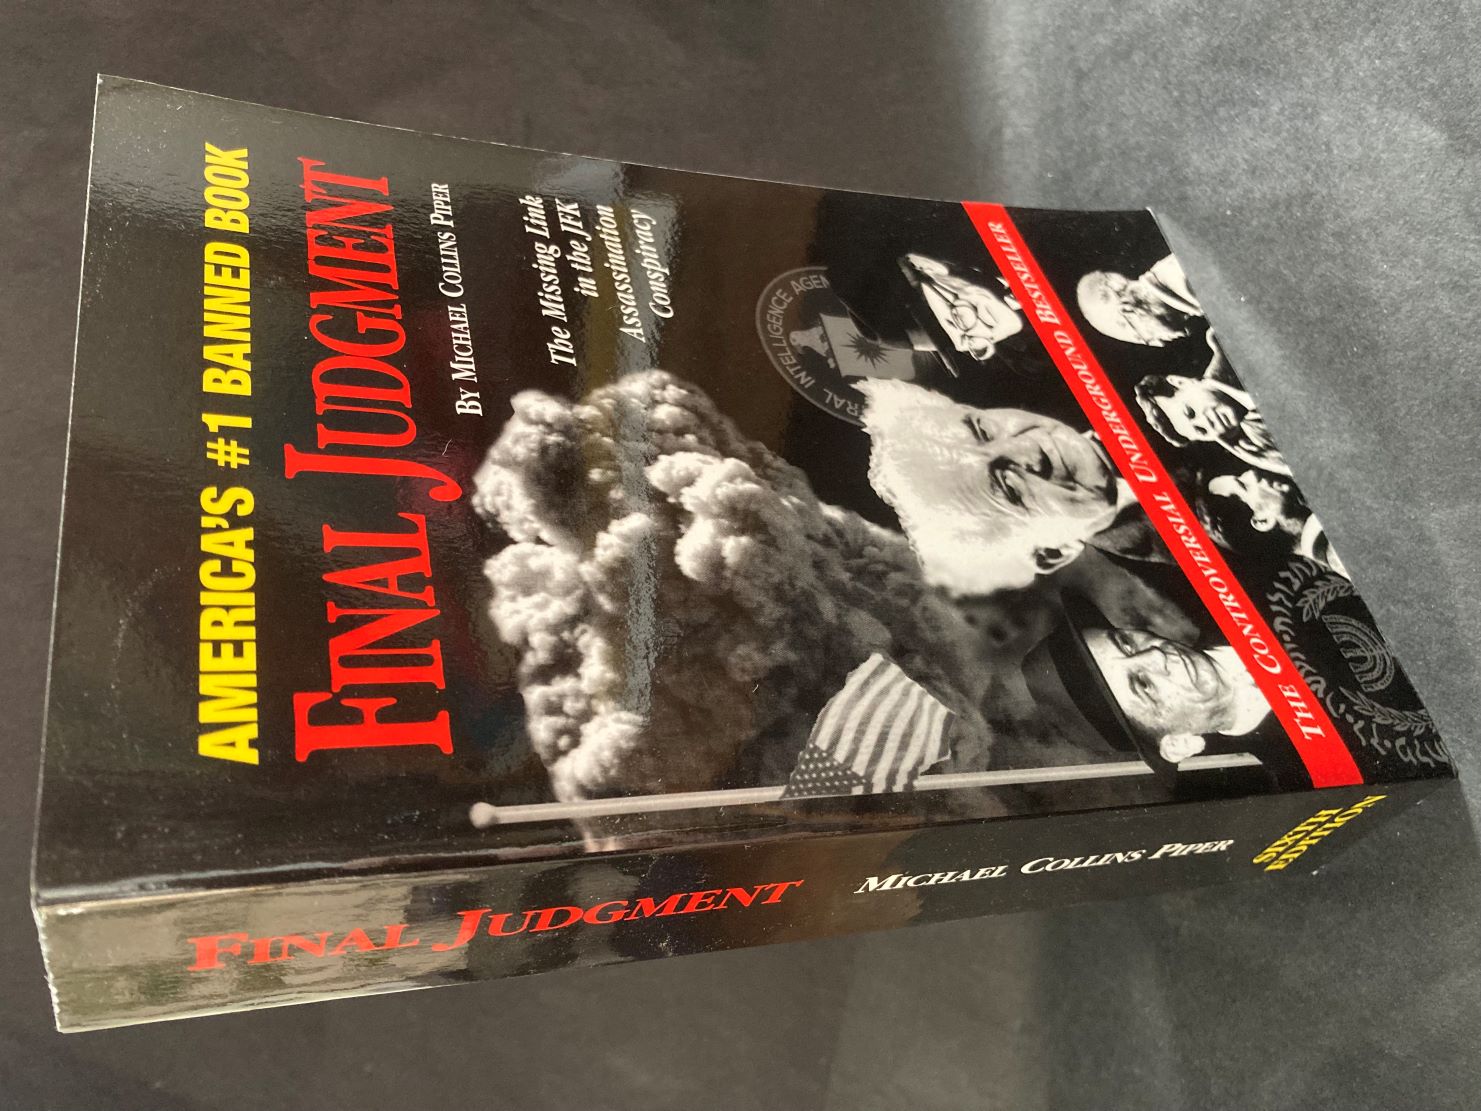 AMERICA'S #1 BANNED BOOK
FINAL JUDGMENT
BY MICHAEL COLLINS PIPER
The Missing Link
in the JFK
Assassination
Conspiracy
THE CONTROVERSIAL UNDERGROUND BESTSELLER
FINAL JUDGMENT
MICHAEL COLLINS PIPER
SIXTH
EDITION